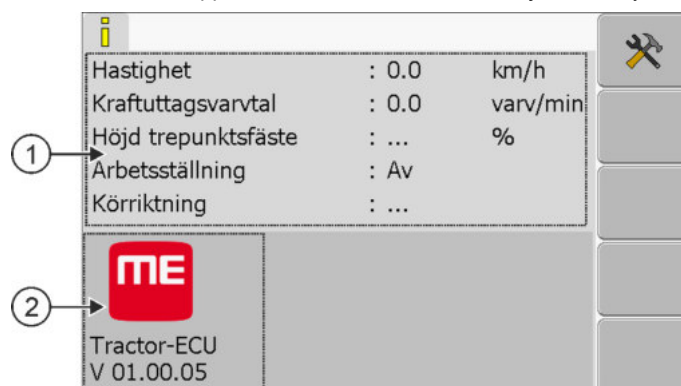 Hastighet : 0.0 km/h
Kraftuttagsvarvtal : 0.0 varv/min
Höjd trepunktsfäste : ... %
1
Arbetsställning : Av
Körriktning : ...
ME
2
Tractor-ECU
V 01.00.05